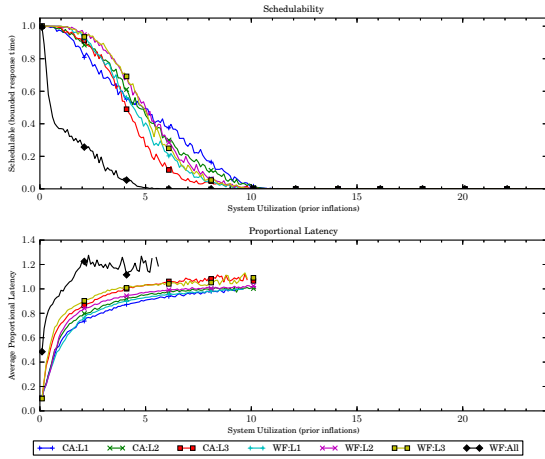 Schedulability
Schedulable (bounded response time)
1.0
0.8
0.6
0.4
0.2
0.0
0 5 10 15 20
System Utilization (prior inflations)
Proportional Latency
Average Proportional Latency
1.4
1.2
1.0
0.8
0.6
0.4
0.2
0.0
0 5 10 15 20
System Utilization (prior inflations)
CA:L1 CA:L2 CA:L3 WF:L1 WF:L2 WF:L3 WF:All